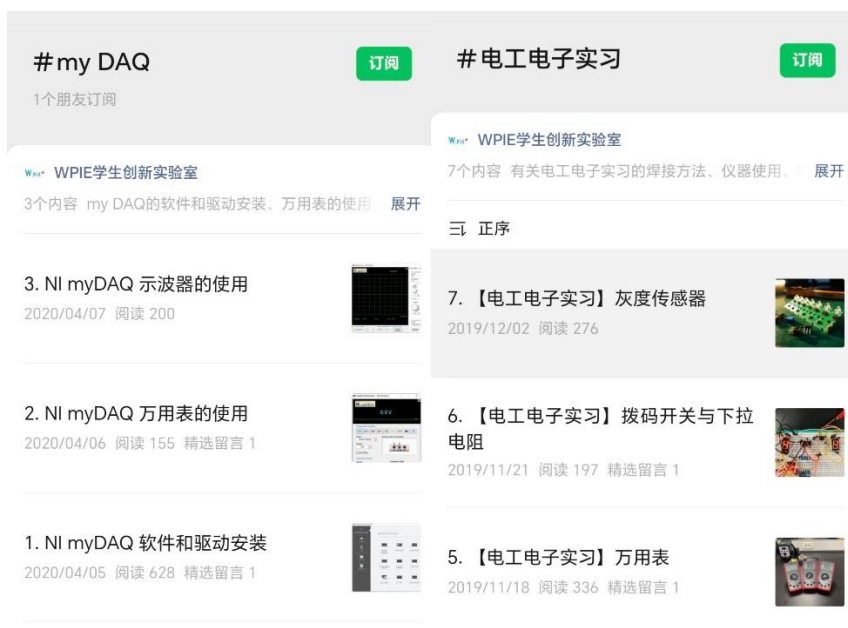 #my DAQ
订阅
1个朋友订阅
WPIE学生创新实验室
3个内容 my DAQ的软件和驱动安装、万用表的使用 展开
3. NI myDAQ 示波器的使用
2020/04/07 阅读 200
2. NI myDAQ 万用表的使用
2020/04/06 阅读 155 精选留言 1
1. NI myDAQ 软件和驱动安装
2020/04/05 阅读 628 精选留言 1
#电工电子实习
订阅
WPIE学生创新实验室
7个内容 有关电工电子实习的焊接方法、仪器使用、 展开
正序
7. 【电工电子实习】灰度传感器
2019/12/02 阅读 276
6. 【电工电子实习】拨码开关与下拉
电阻
2019/11/21 阅读 197 精选留言 1
5. 【电工电子实习】万用表
2019/11/18 阅读 336 精选留言 1